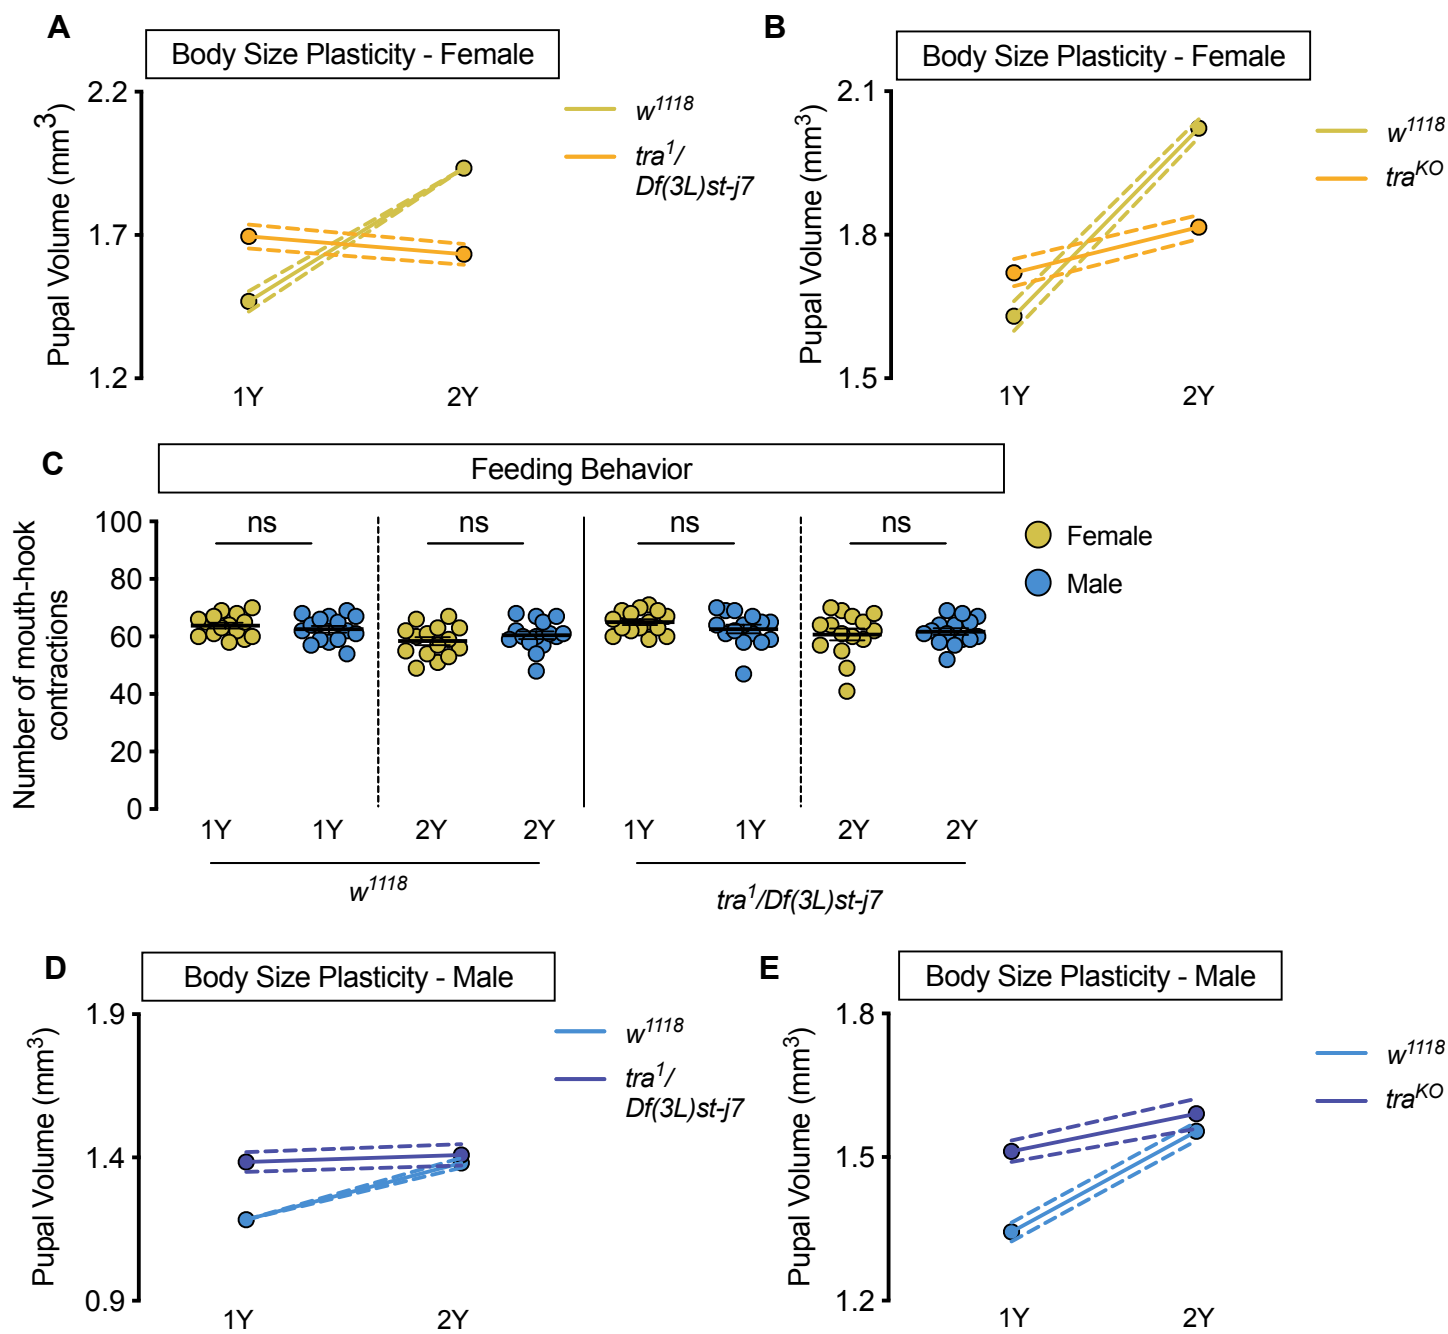 A
Body Size Plasticity - Female
Pupal Volume (mm³)
2.2
1.7
1.2
1Y
2Y
w¹¹¹⁸
tra¹/
Df(3L)st-j7
B
Body Size Plasticity - Female
Pupal Volume (mm³)
2.1
1.8
1.5
1Y
2Y
w¹¹¹⁸
traᴷᴼ
C
Feeding Behavior
Number of mouth-hook
contractions
100
80
60
40
20
0
ns
ns
ns
ns
Female
Male
1Y
1Y
2Y
2Y
1Y
1Y
2Y
2Y
w¹¹¹⁸
tra¹/Df(3L)st-j7
D
Body Size Plasticity - Male
Pupal Volume (mm³)
1.9
1.4
0.9
1Y
2Y
w¹¹¹⁸
tra¹/
Df(3L)st-j7
E
Body Size Plasticity - Male
Pupal Volume (mm³)
1.8
1.5
1.2
1Y
2Y
w¹¹¹⁸
traᴷᴼ